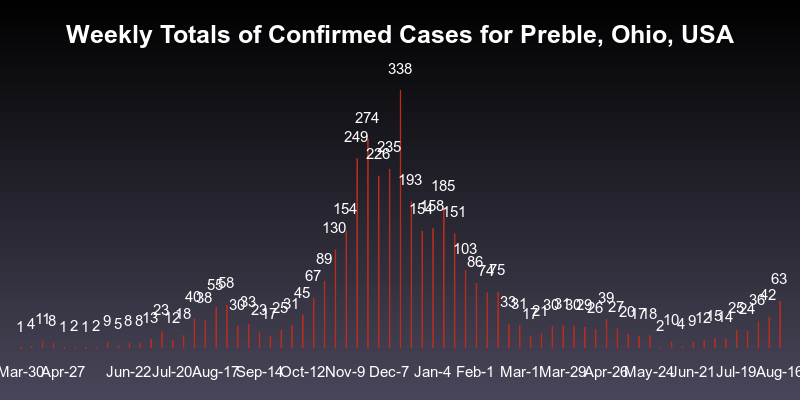 Weekly Totals of Confirmed Cases for Preble, Ohio, USA
1 4 11 8 1 2 1 2 9 5 8 8 13 23 12 18 40 38 55 58 30 33 23 17 25 31 45 67 89 130 154 249 274 226 235 338 193 154 158 185 151 103 86 74 75 33 31 17 21 30 31 30 29 26 39 27 20 17 18 2 10 4 9 12 15 14 25 24 36 42 63
Mar-30 Apr-27 Jun-22 Jul-20 Aug-17 Sep-14 Oct-12 Nov-9 Dec-7 Jan-4 Feb-1 Mar-1 Mar-29 Apr-26 May-24 Jun-21 Jul-19 Aug-16